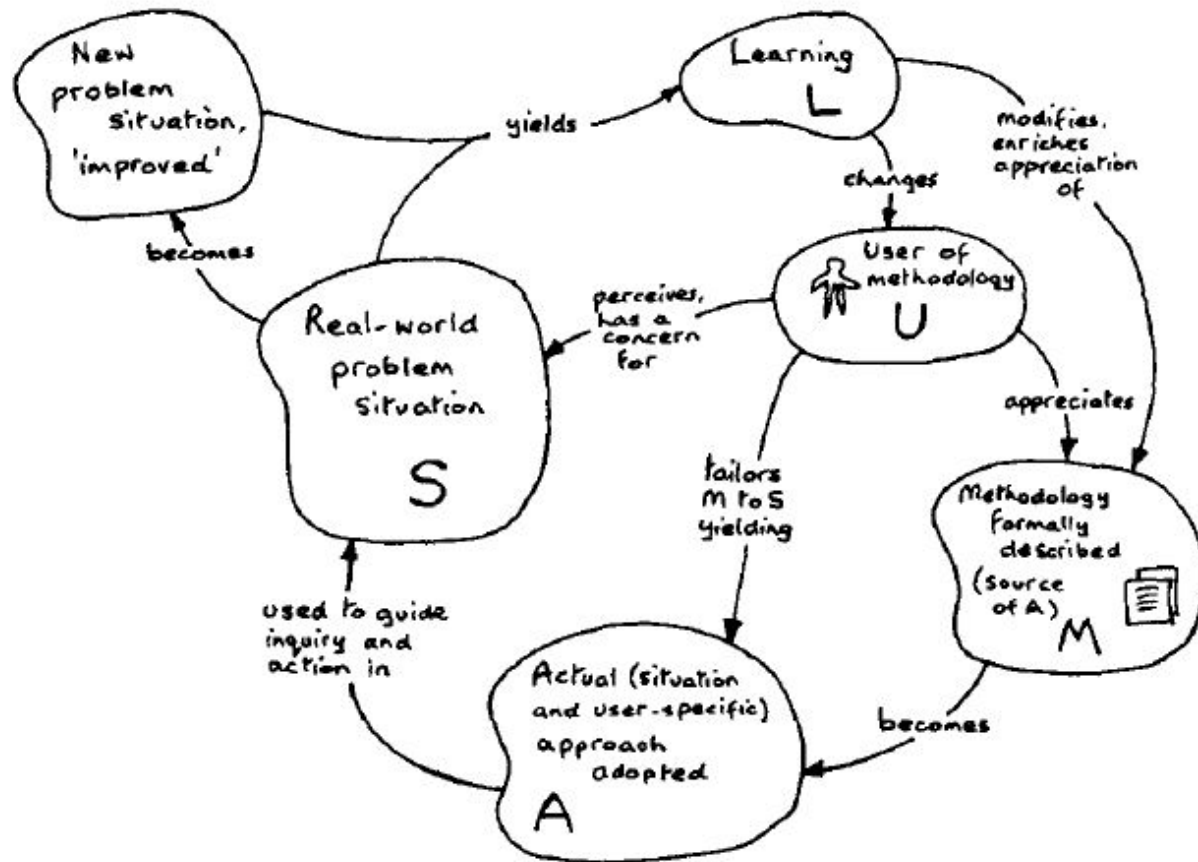 New
problem
situation,
'improved'
yields
Learning
L
modifies,
enriches
appreciation
of
changes
becomes
User of
methodology
U
perceives,
has a
concern
for
Real-world
problem
situation
S
appreciates
tailors
M to S
yielding
Methodology
formally
described
(source
of A)
M
used to guide
inquiry and
action in
Actual (situation
and user-specific)
approach
adopted
A
becomes